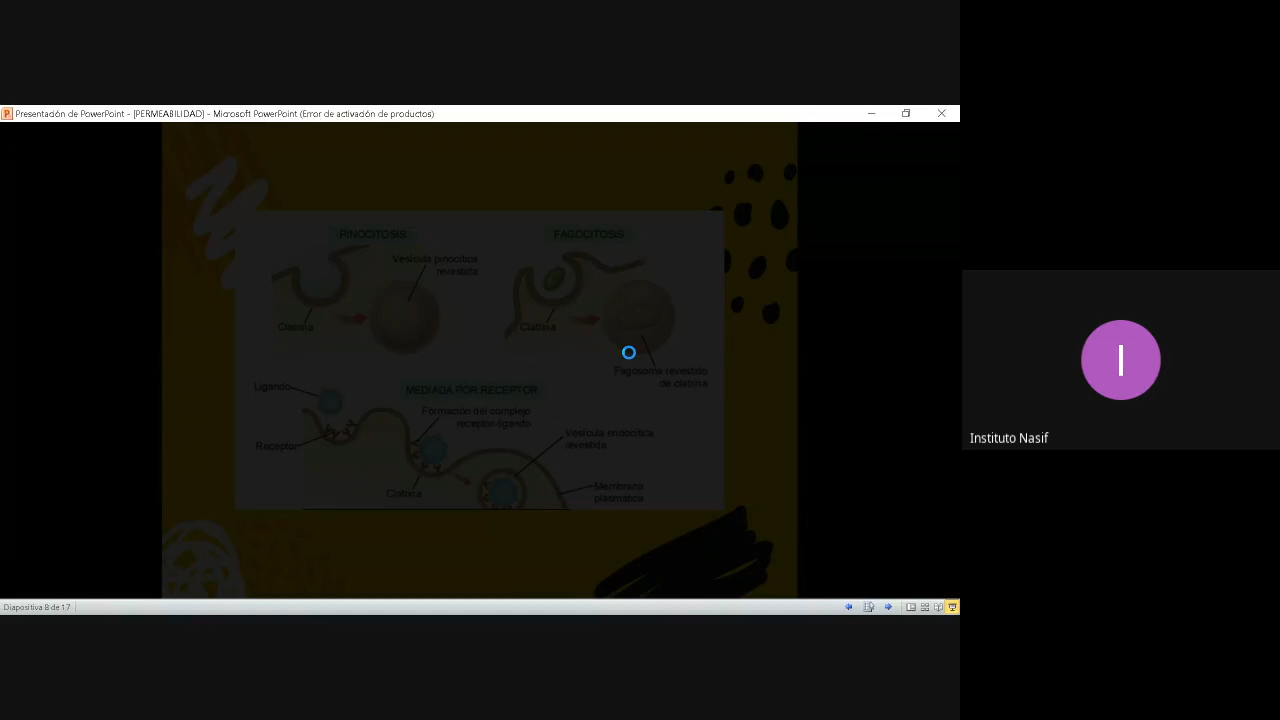 Presentación de PowerPoint - [PERMEABILIDAD] - Microsoft PowerPoint (Error de activación de productos)
PINOCITOSIS
FAGOCITOSIS
Vesícula pinocítica
revestida
Clatrina
Clatrina
Fagosoma revestido
de clatrina
Ligando
MEDIADA POR RECEPTOR
Formación del complejo
receptor-ligando
Receptor
Vesícula endocítica
revestida
Clatrina
Membrana
plasmática
I
Instituto Nasif
Diapositiva 8 de 17